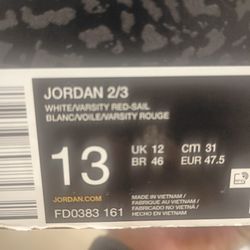 JORDAN 2/3
WHITE/VARSITY RED-SAIL
BLANC/VOILE/VARSITY ROUGE
13
UK 12 cm 31
BR 46 EUR 47.5
JORDAN.COM
FD0383 161
MADE IN VIETNAM /
FABRIQUÉ AU VIETNAM /
FABRICADO NO VIETNÃ /
HECHO EN VIETNAM